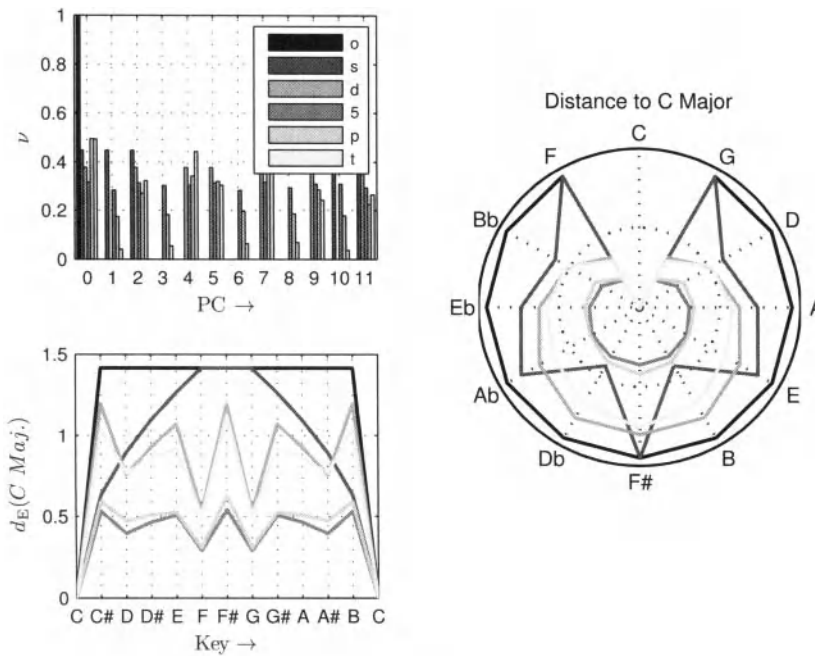 1
0.8
0.6
0.4
0.2
0
ν
o
s
d
5
p
t
0 1 2 3 4 5 6 7 8 9 10 11
PC →
1.5
1
0.5
0
d_E(C Maj.)
C C# D D# E F F# G G# A A# B C
Key →
Distance to C Major
C
F G
Bb D
Eb A
Ab E
Db B
F#